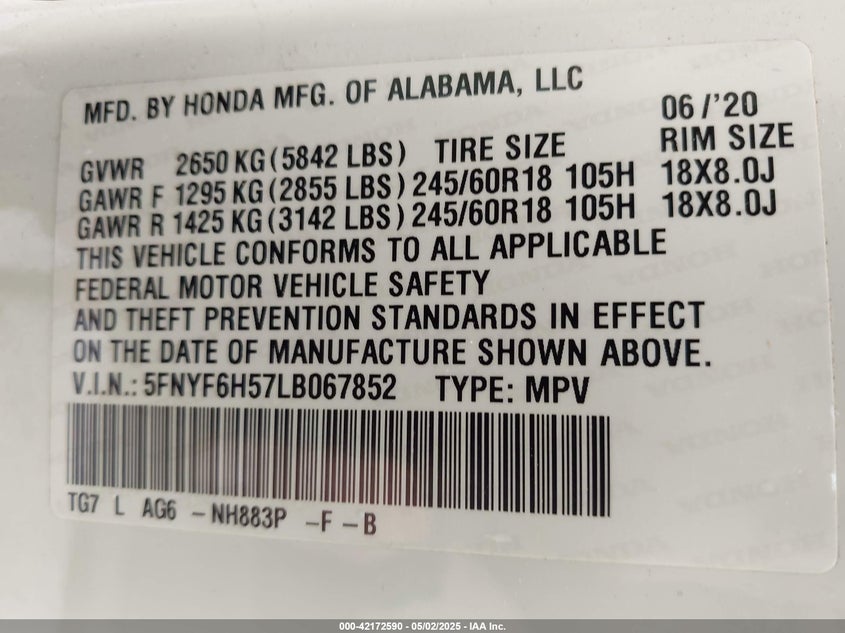 MFD. BY HONDA MFG. OF ALABAMA, LLC
06/'20
GVWR 2650 KG (5842 LBS) TIRE SIZE RIM SIZE
GAWR F 1295 KG (2855 LBS) 245/60R18 105H 18X8.0J
GAWR R 1425 KG (3142 LBS) 245/60R18 105H 18X8.0J
THIS VEHICLE CONFORMS TO ALL APPLICABLE
FEDERAL MOTOR VEHICLE SAFETY
AND THEFT PREVENTION STANDARDS IN EFFECT
ON THE DATE OF MANUFACTURE SHOWN ABOVE.
V.I.N.: 5FNYF6H57LB067852 TYPE: MPV
TG7 L AG6 -NH883P -F-B
000-42172590 - 05/02/2025 - IAA Inc.